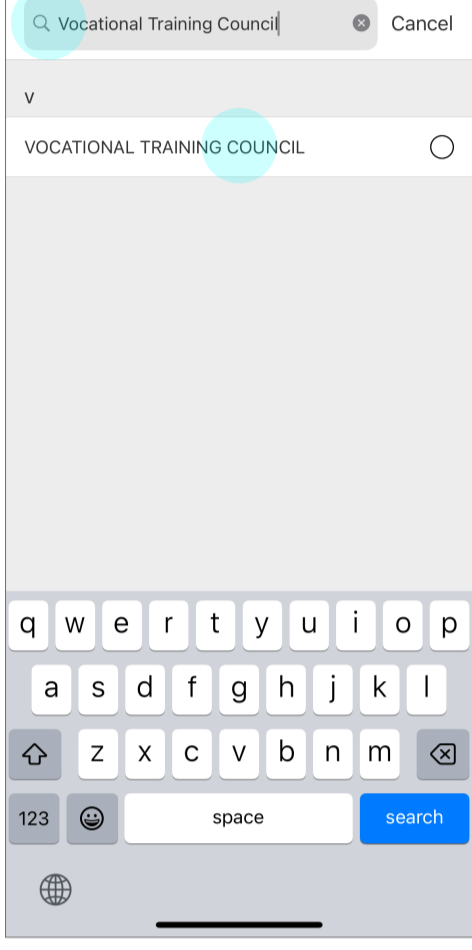 Vocational Training Council
Cancel
V
VOCATIONAL TRAINING COUNCIL
q w e r t y u i o p
a s d f g h j k l
z x c v b n m
123 space search